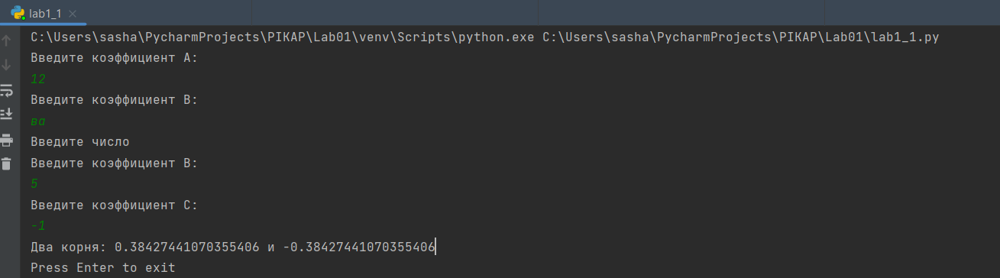 lab1_1
C:\Users\sasha\PycharmProjects\PIKAP\Lab01\venv\Scripts\python.exe C:\Users\sasha\PycharmProjects\PIKAP\Lab01\lab1_1.py
Введите коэффициент A:
12
Введите коэффициент B:
ва
Введите число
Введите коэффициент B:
5
Введите коэффициент C:
-1
Два корня: 0.38427441070355406 и -0.38427441070355406
Press Enter to exit